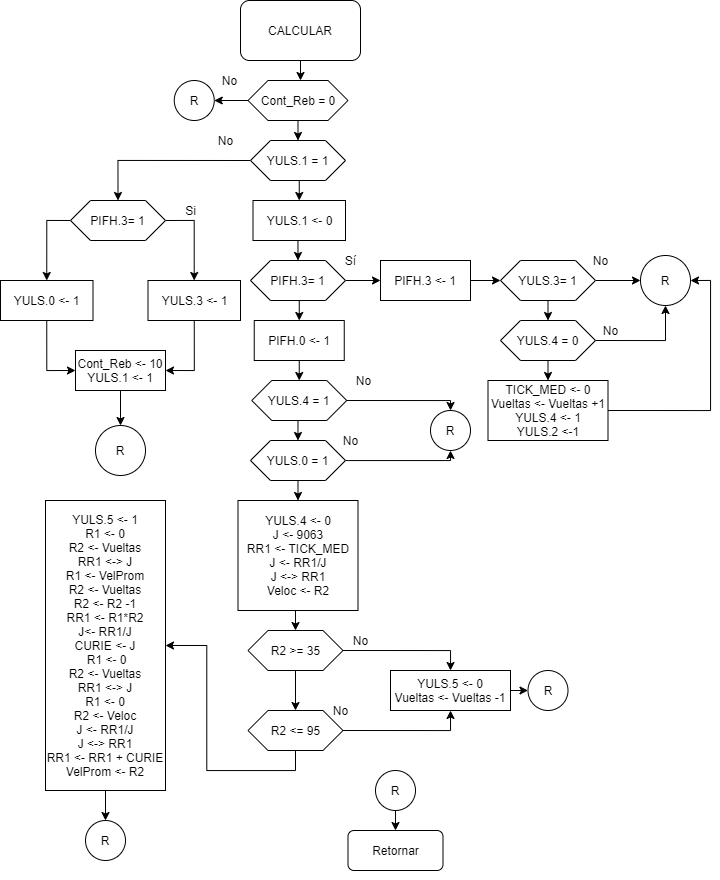 CALCULAR
No
R
Cont_Reb = 0
No
YULS.1 = 1
PIFH.3= 1
Si
YULS.1 <- 0
YULS.0 <- 1
YULS.3 <- 1
PIFH.3= 1
Sí
PIFH.3 <- 1
YULS.3= 1
No
R
PIFH.0 <- 1
YULS.4 = 0
No
Cont_Reb <- 10
YULS.1 <- 1
YULS.4 = 1
No
TICK_MED <- 0
Vueltas <- Vueltas +1
YULS.4 <- 1
YULS.2 <-1
R
YULS.0 = 1
No
R
YULS.4 <- 0
J <- 9063
RR1 <- TICK_MED
J <- RR1/J
J <-> RR1
Veloc <- R2
YULS.5 <- 1
R1 <- 0
R2 <- Vueltas
RR1 <-> J
R1 <- VelProm
R2 <- Vueltas
R2 <- R2 -1
RR1 <- R1*R2
J<- RR1/J
CURIE <- J
R1 <- 0
R2 <- Vueltas
RR1 <-> J
R1 <- 0
R2 <- Veloc
J <- RR1/J
J <-> RR1
RR1 <- RR1 + CURIE
VelProm <- R2
R2 >= 35
No
YULS.5 <- 0
Vueltas <- Vueltas -1
R
R2 <= 95
No
R
R
Retornar